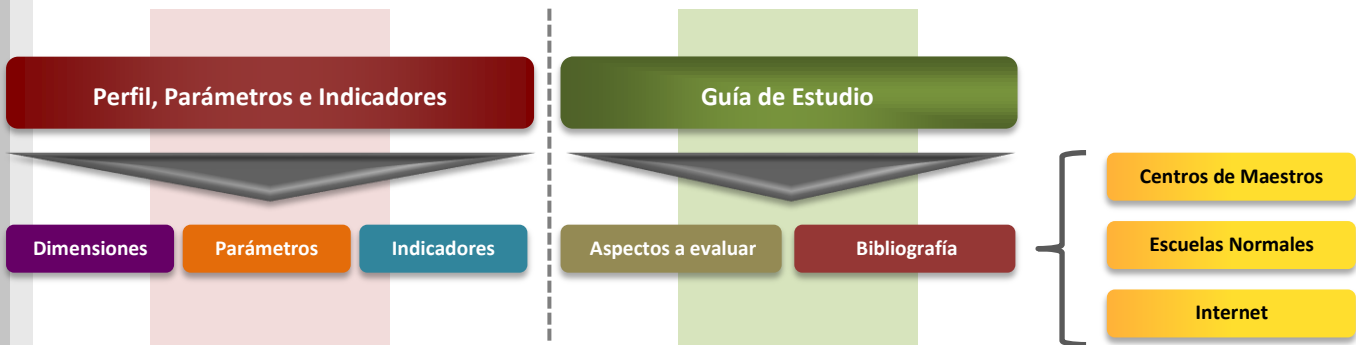 Perfil, Parámetros e Indicadores
Guía de Estudio
Dimensiones
Parámetros
Indicadores
Aspectos a evaluar
Bibliografía
Centros de Maestros
Escuelas Normales
Internet